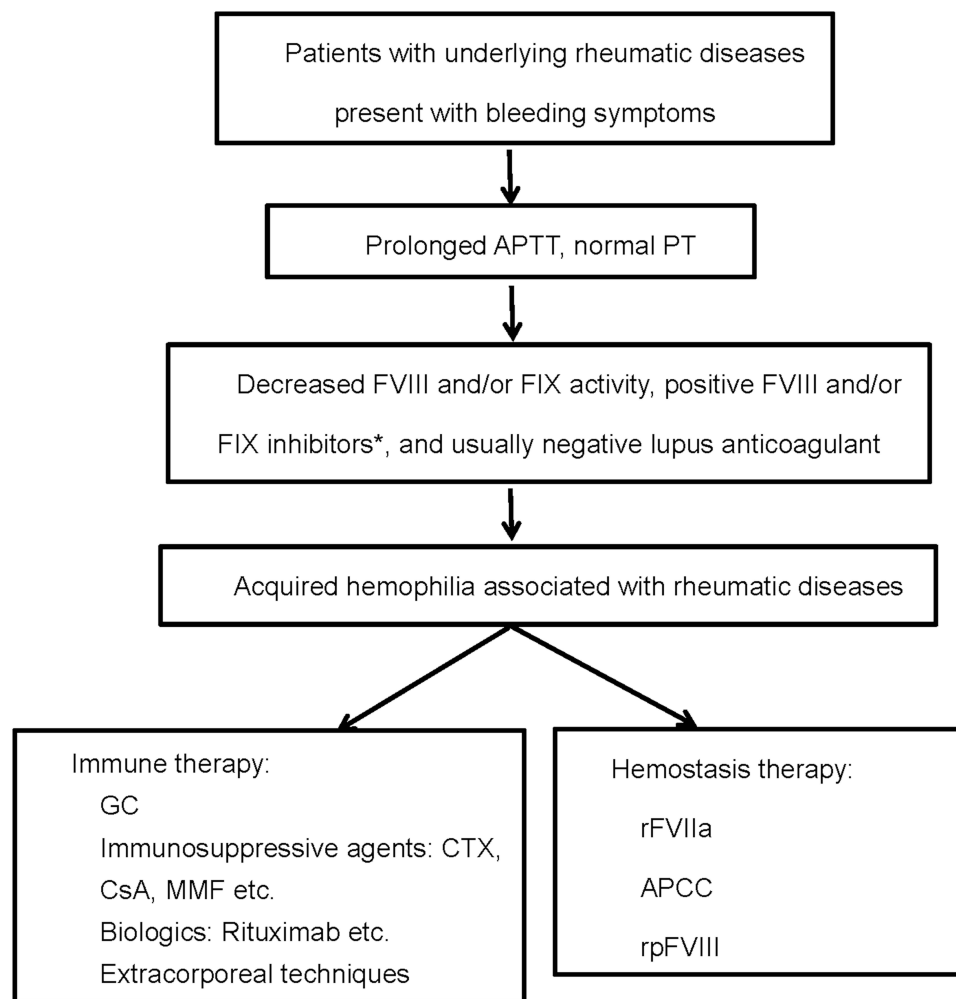 Patients with underlying rheumatic diseases
present with bleeding symptoms
Prolonged APTT, normal PT
Decreased FVIII and/or FIX activity, positive FVIII and/or
FIX inhibitors*, and usually negative lupus anticoagulant
Acquired hemophilia associated with rheumatic diseases
Immune therapy:
GC
Immunosuppressive agents: CTX,
CsA, MMF etc.
Biologics: Rituximab etc.
Extracorporeal techniques
Hemostasis therapy:
rFVIIa
APCC
rpFVIII